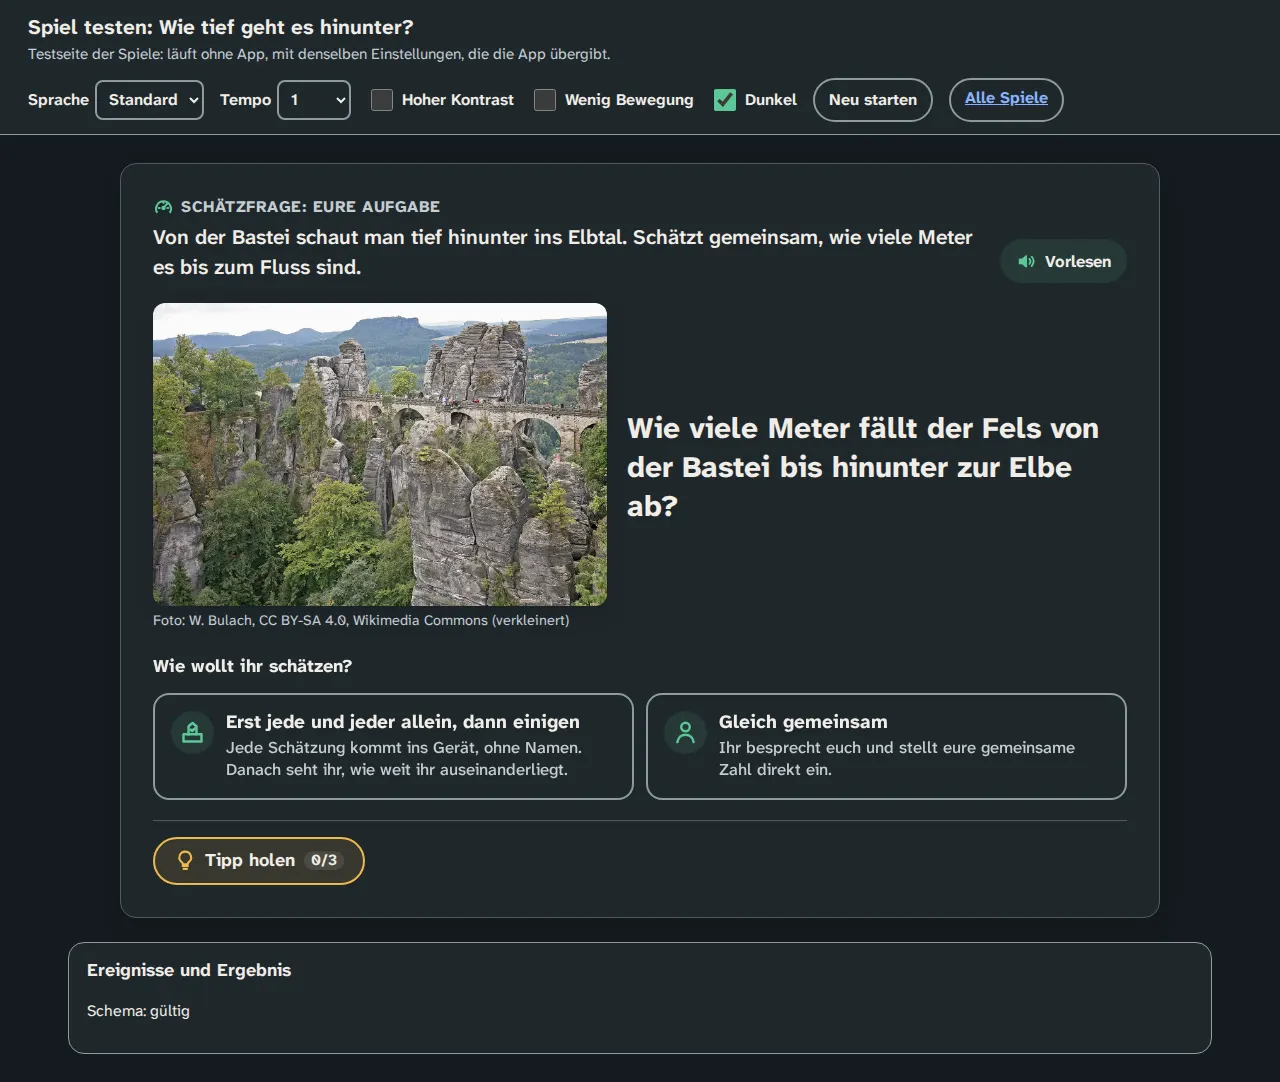 Spiel testen: Wie tief geht es hinunter?
Testseite der Spiele: läuft ohne App, mit denselben Einstellungen, die die App übergibt.
Sprache Standard Tempo 1 Hoher Kontrast Wenig Bewegung Dunkel Neu starten Alle Spiele
SCHÄTZFRAGE: EURE AUFGABE
Von der Bastei schaut man tief hinunter ins Elbtal. Schätzt gemeinsam, wie viele Meter
es bis zum Fluss sind.
Vorlesen
Wie viele Meter fällt der Fels von
der Bastei bis hinunter zur Elbe
ab?
Foto: W. Bulach, CC BY-SA 4.0, Wikimedia Commons (verkleinert)
Wie wollt ihr schätzen?
Erst jede und jeder allein, dann einigen
Jede Schätzung kommt ins Gerät, ohne Namen.
Danach seht ihr, wie weit ihr auseinanderliegt.
Gleich gemeinsam
Ihr besprecht euch und stellt eure gemeinsame
Zahl direkt ein.
Tipp holen 0/3
Ereignisse und Ergebnis
Schema: gültig